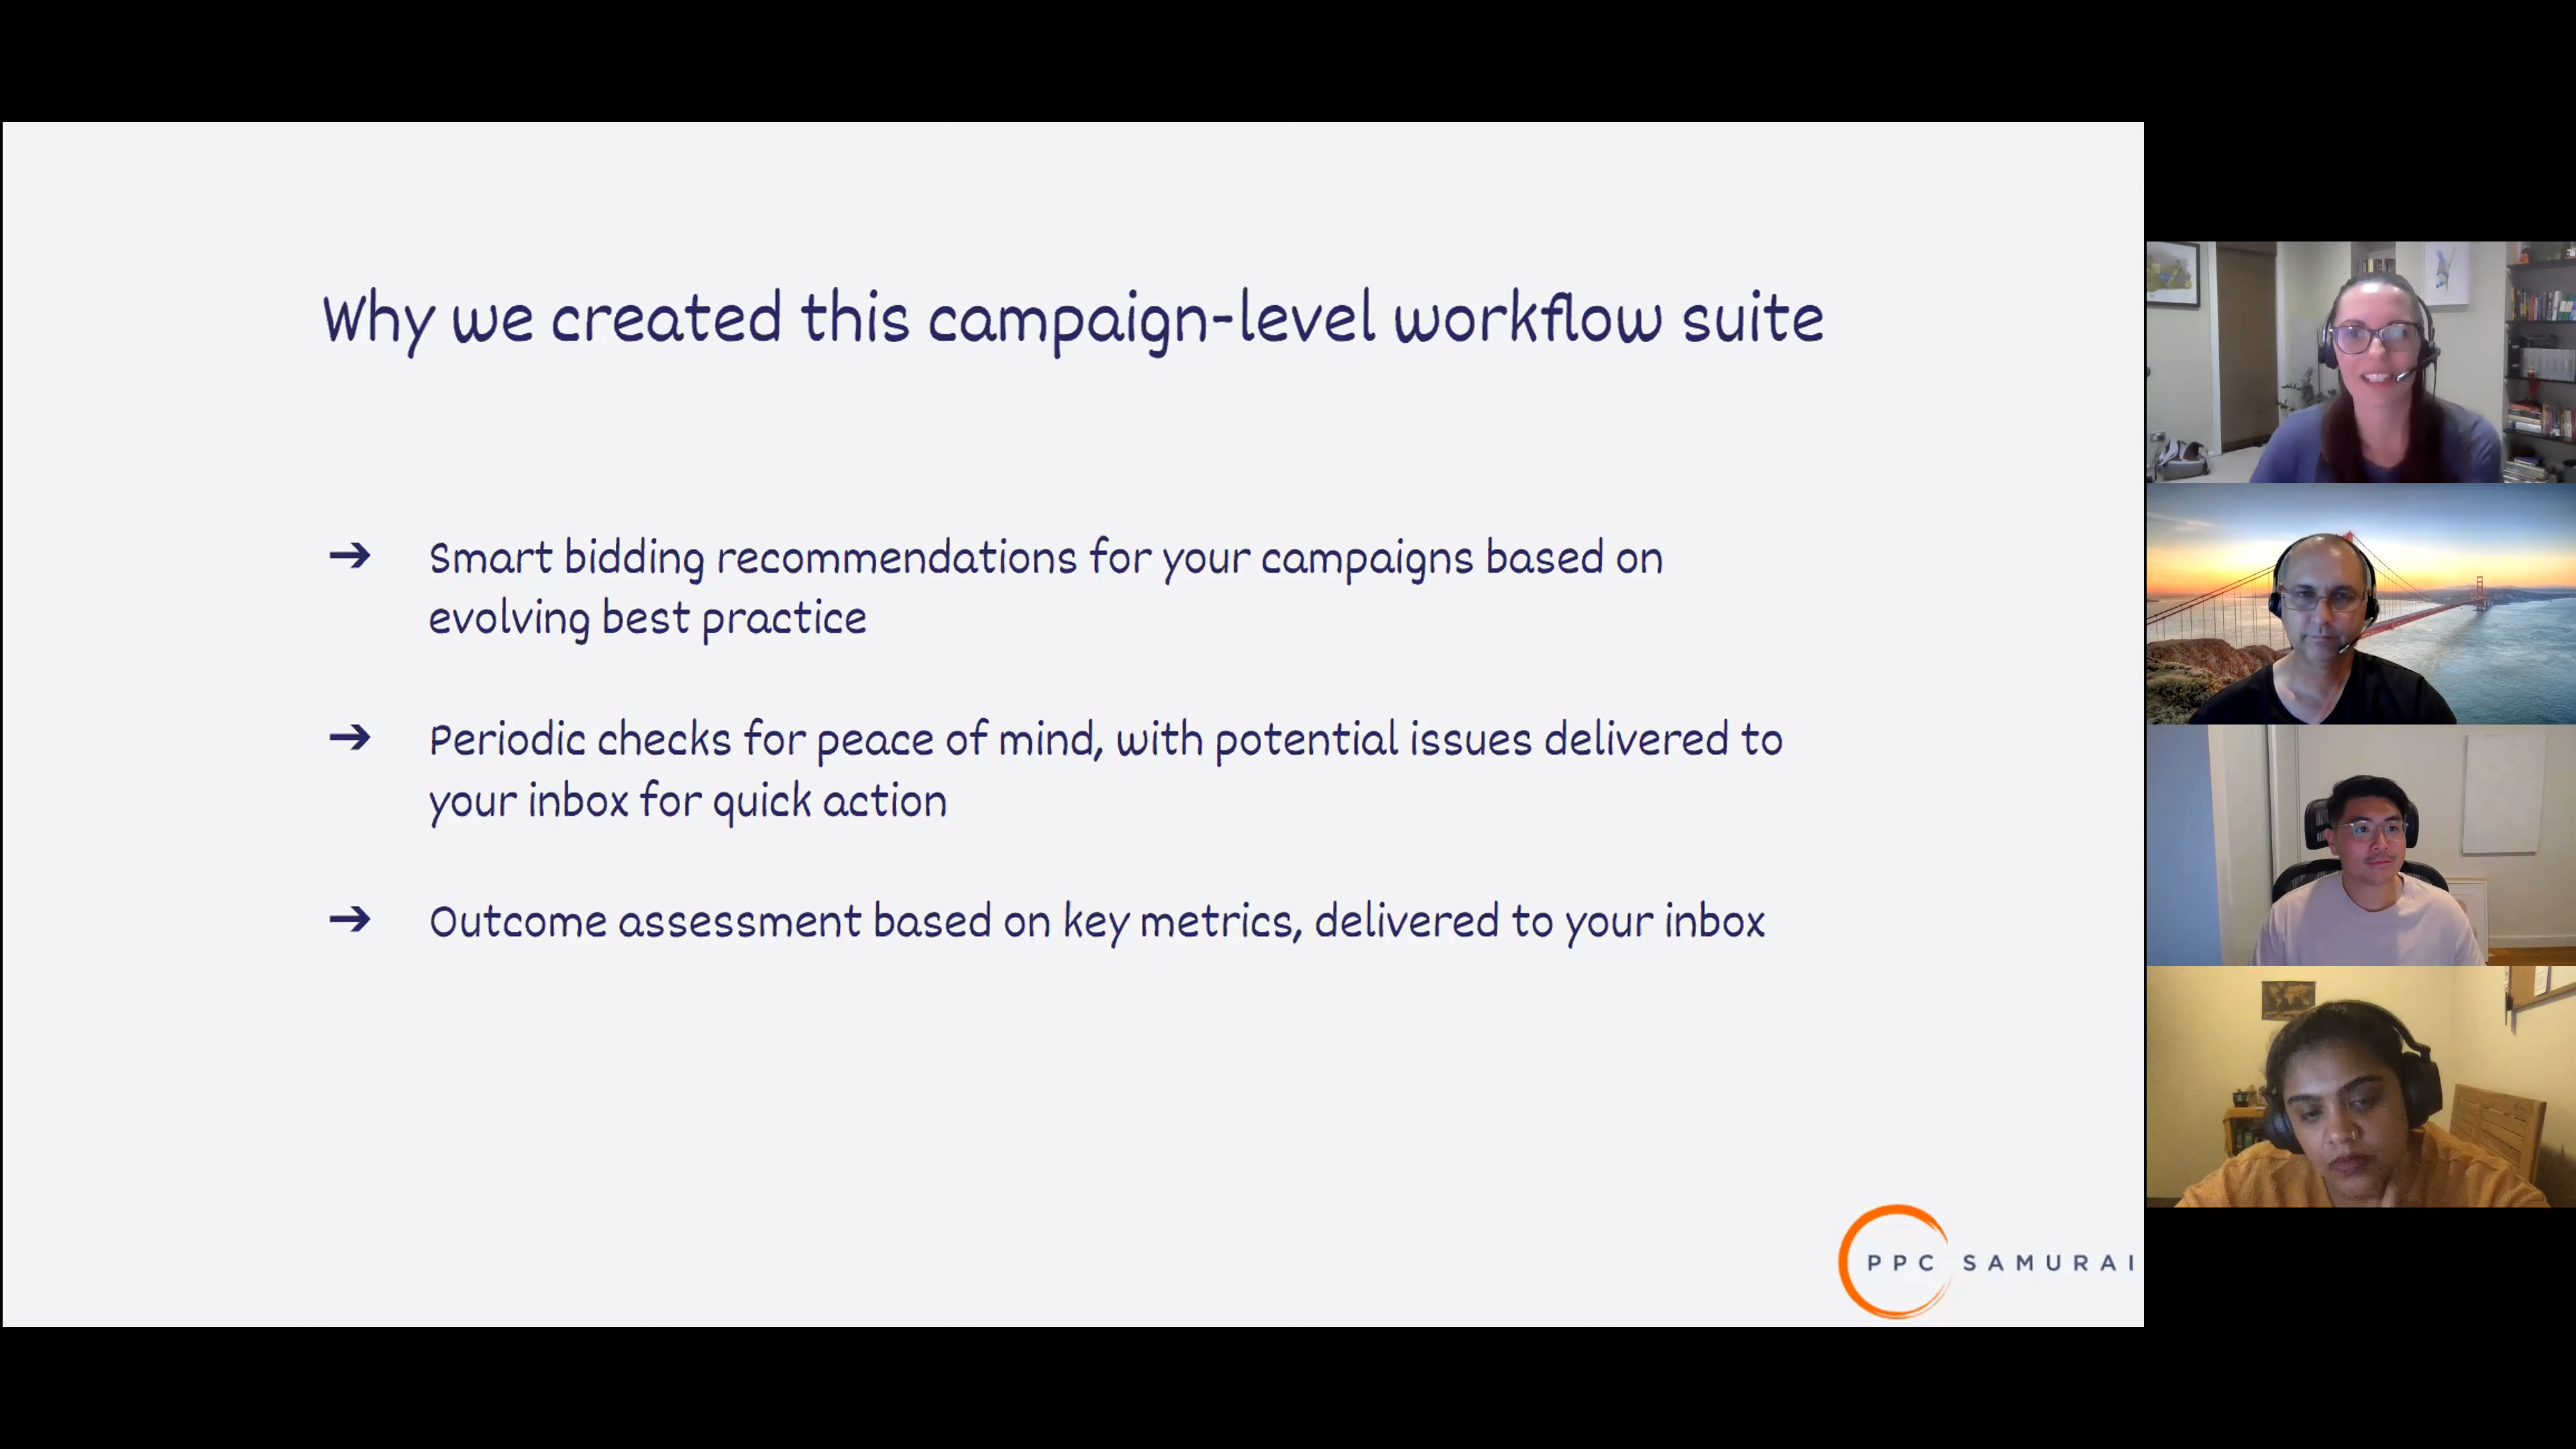 Why we created this campaign-level workflow suite
➔ Smart bidding recommendations for your campaigns based on
evolving best practice
➔ Periodic checks for peace of mind, with potential issues delivered to
your inbox for quick action
➔ Outcome assessment based on key metrics, delivered to your inbox
PPC SAMURAI